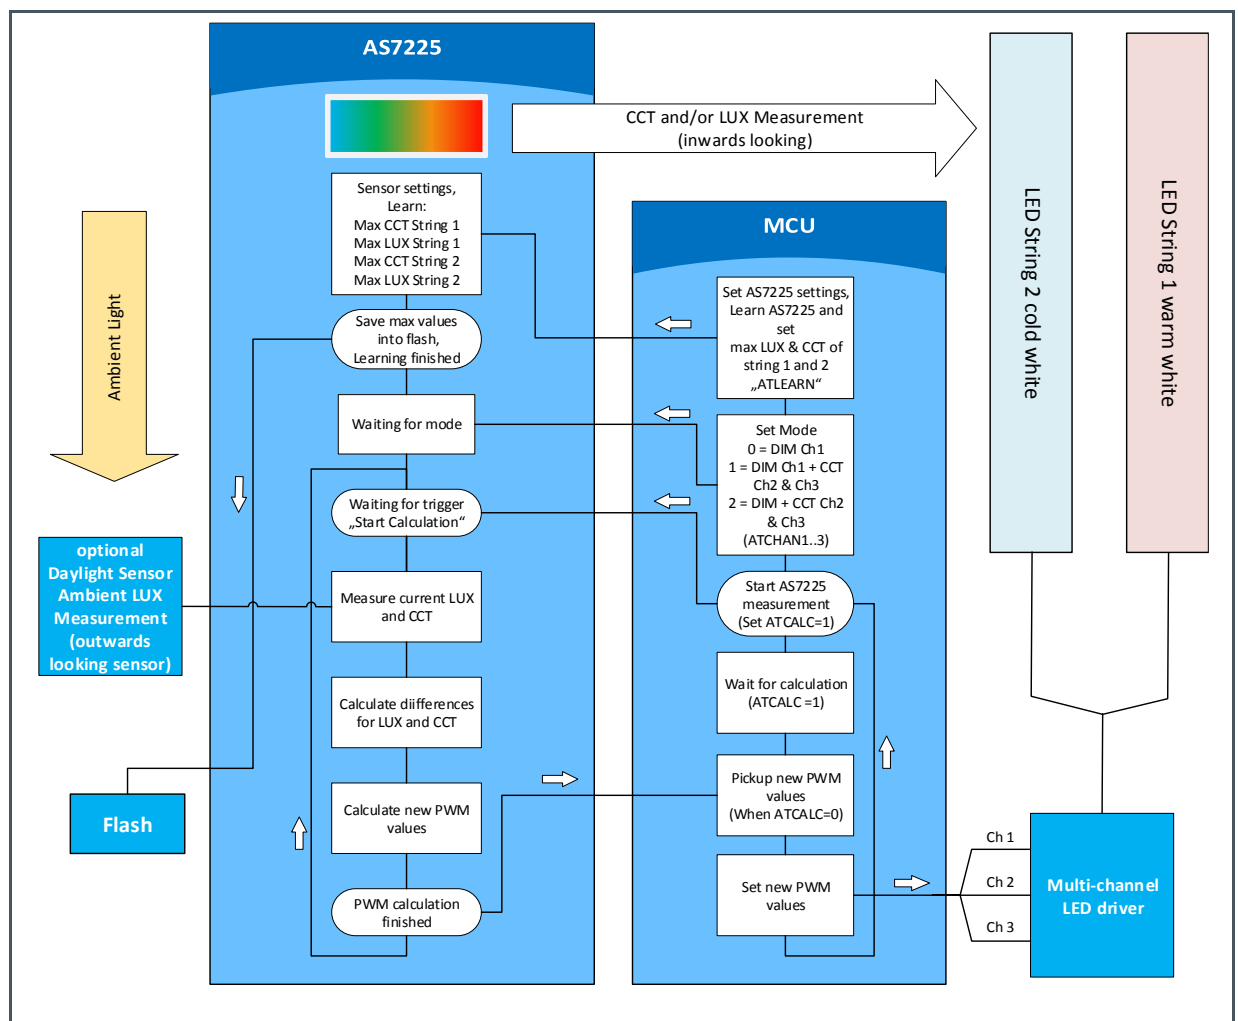 AS7225
CCT and/or LUX Measurement
(inwards looking)
Sensor settings,
Learn:
Max CCT String 1
Max LUX String 1
Max CCT String 2
Max LUX String 2
Save max values
into flash,
Learning finished
Waiting for mode
Waiting for trigger
„Start Calculation“
Measure current LUX
and CCT
Calculate differences
for LUX and CCT
Calculate new PWM
values
PWM calculation
finished
Ambient Light
optional
Daylight Sensor
Ambient LUX
Measurement
(outwards
looking sensor)
Flash
MCU
Set AS7225 settings,
Learn AS7225 and
set
max LUX & CCT of
string 1 and 2
„ATLEARN“
Set Mode
0 = DIM Ch1
1 = DIM Ch1 + CCT
Ch2 & Ch3
2 = DIM + CCT Ch2
& Ch3
(ATCHAN1..3)
Start AS7225
measurement
(Set ATCALC=1)
Wait for calculation
(ATCALC =1)
Pickup new PWM
values
(When ATCALC=0)
Set new PWM
values
LED String 2 cold white
LED String 1 warm white
Ch 1
Ch 2
Ch 3
Multi-channel
LED driver